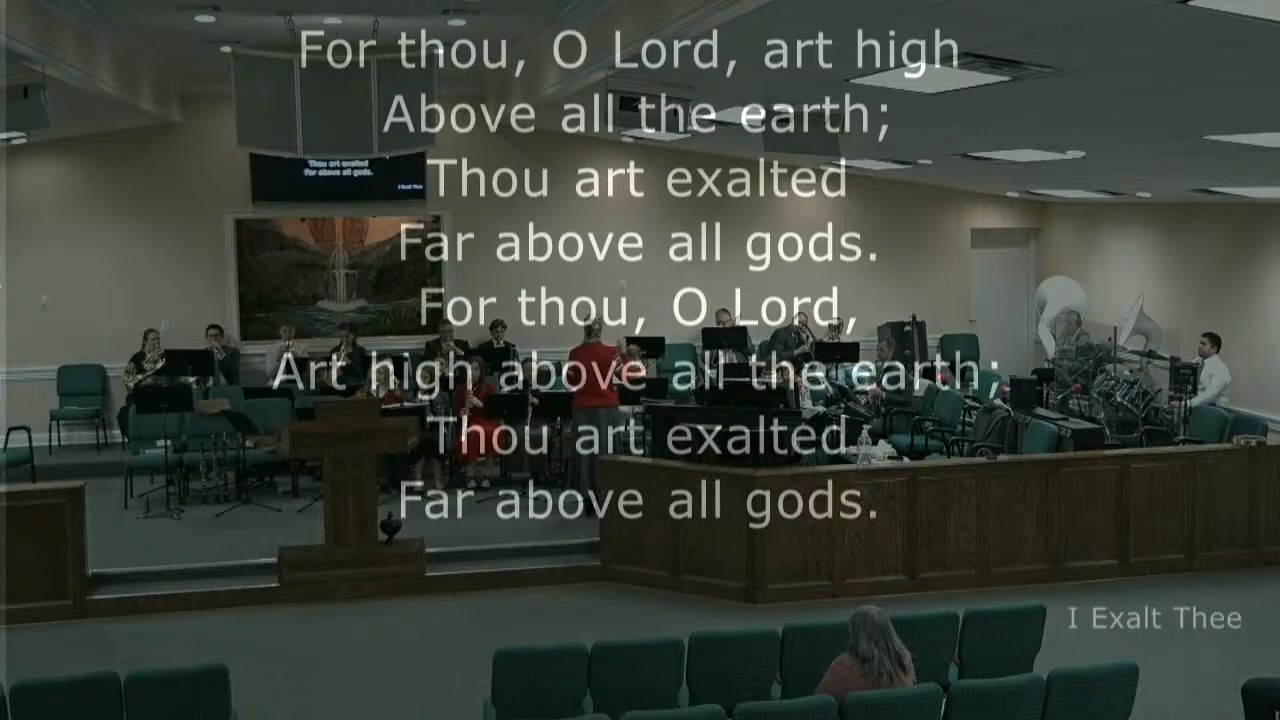 For thou, O Lord, art high
Above all the earth;
Thou art exalted
Far above all gods.
For thou, O Lord,
Art high above all the earth;
Thou art exalted
Far above all gods.
I Exalt Thee
Thou art exalted
far above all gods.
I Exalt Thee